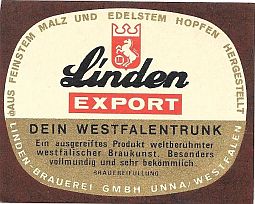 AUS FEINSTEM MALZ UND EDELSTEM HOPFEN HERGESTELLT
Linden
EXPORT
DEIN WESTFALENTRUNK
Ein ausgereiftes Produkt weltberühmter
westfälischer Braukunst. Besonders
vollmundig und sehr bekömmlich.
BRAUEREIFÜLLUNG
LINDEN-BRAUEREI GMBH UNNA/WESTFALEN